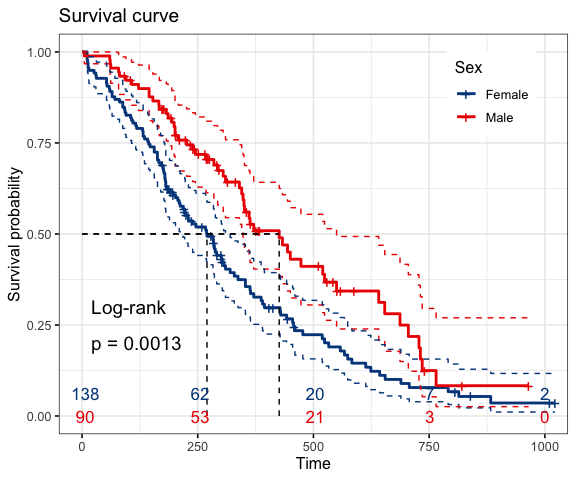 Survival curve
Survival probability
1.00
0.75
0.50
0.25
0.00
Sex
Female
Male
Log-rank
p = 0.0013
138 62 20 7 2
90 53 21 3 0
0 250 500 750 1000
Time